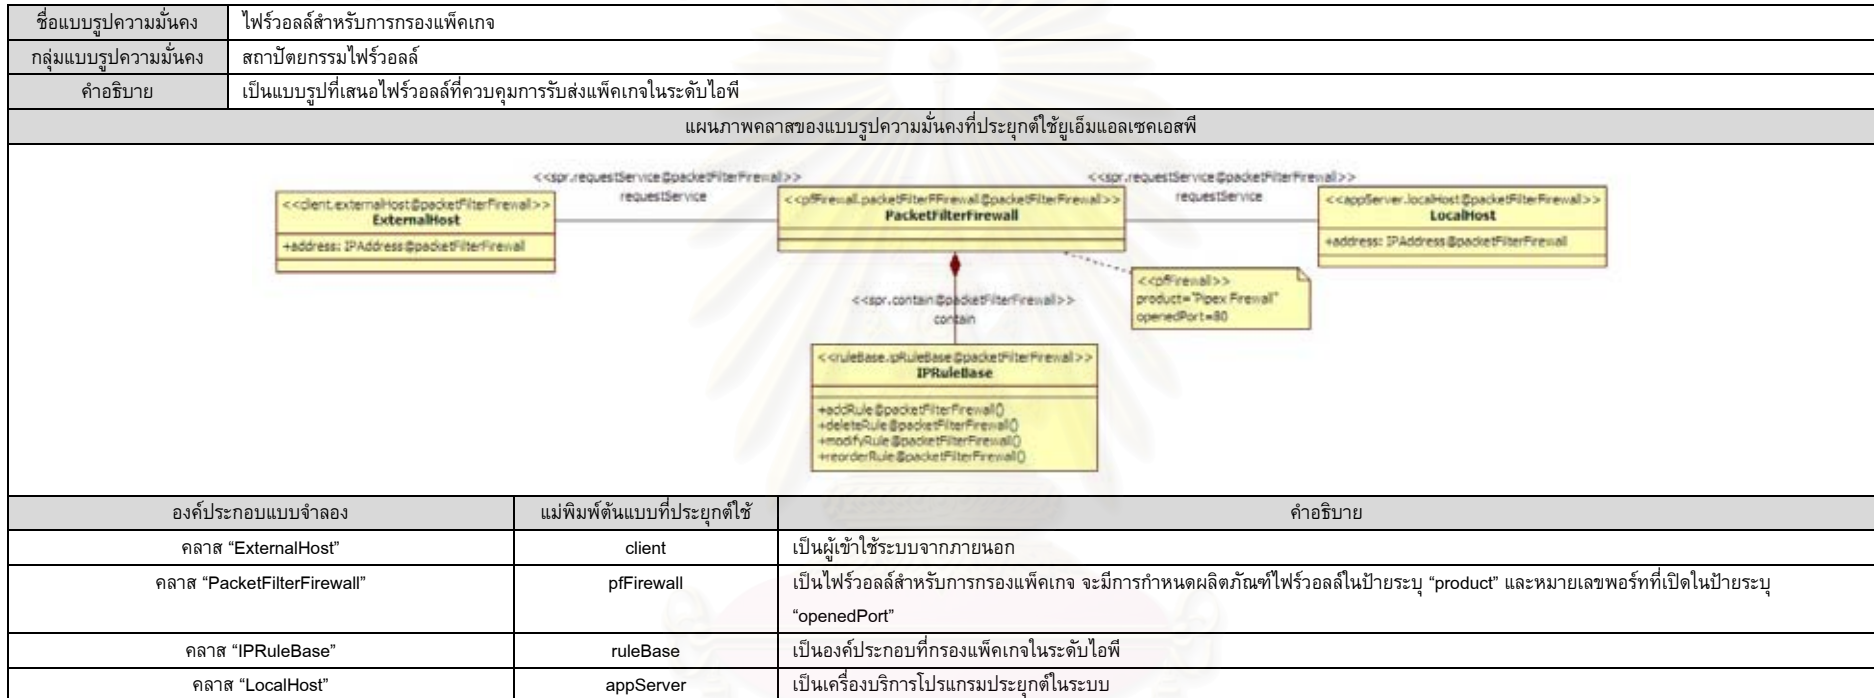 ชื่อแบบรูปความมั่นคง ไฟร์วอลล์สำหรับการกรองแพ็คเกจ
กลุ่มแบบรูปความมั่นคง สถาปัตยกรรมไฟร์วอลล์
คำอธิบาย เป็นแบบรูปที่เสนอไฟร์วอลล์ที่ควบคุมการรับส่งแพ็คเกจในระดับไอพี
แผนภาพคลาสของแบบรูปความมั่นคงที่ประยุกต์ใช้ยูเอ็มแอลเซคเอสพี
<<spr.requestService@packetFilterFirewall>>
requestService
<<spr.requestService@packetFilterFirewall>>
requestService
<<client.externalHost@packetFilterFirewall>>
ExternalHost
+address: IPAddress@packetFilterFirewall
<<pfFirewall.packetFilterFFirewall@packetFilterFirewall>>
PacketFilterFirewall
<<appServer.localHost@packetFilterFirewall>>
LocalHost
+address: IPAddress@packetFilterFirewall
<<pfFirewall>>
product="Pipex Firewall"
openedPort=80
<<spr.contain@packetFilterFirewall>>
contain
<<ruleBase.ipRuleBase@packetFilterFirewall>>
IPRuleBase
+addRule@packetFilterFirewall()
+deleteRule@packetFilterFirewall()
+modifyRule@packetFilterFirewall()
+reorderRule@packetFilterFirewall()
องค์ประกอบแบบจำลอง แม่พิมพ์ต้นแบบที่ประยุกต์ใช้ คำอธิบาย
คลาส “ExternalHost” client เป็นผู้เข้าใช้ระบบจากภายนอก
คลาส “PacketFilterFirewall” pfFirewall เป็นไฟร์วอลล์สำหรับการกรองแพ็คเกจ จะมีการกำหนดผลิตภัณฑ์ไฟร์วอลล์ในป้ายระบุ “product” และหมายเลขพอร์ทที่เปิดในป้ายระบุ
“openedPort”
คลาส “IPRuleBase” ruleBase เป็นองค์ประกอบที่กรองแพ็คเกจในระดับไอพี
คลาส “LocalHost” appServer เป็นเครื่องบริการโปรแกรมประยุกต์ในระบบ